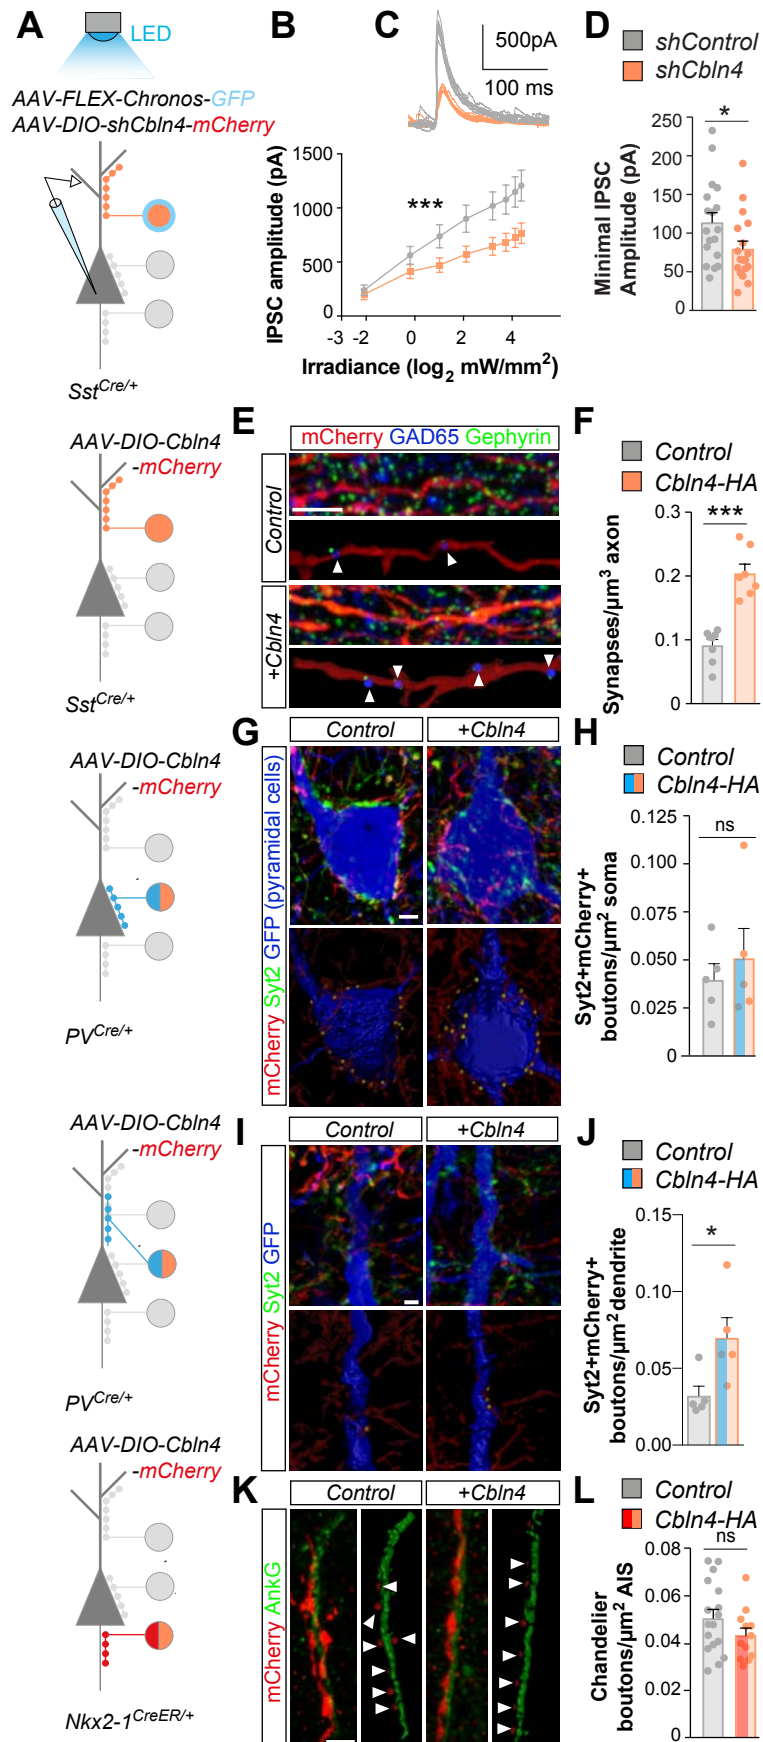 A
LED
AAV-FLEX-Chronos-GFP
AAV-DIO-shCbln4-mCherry
Sst^Cre/+
B
C
500pA
100 ms
IPSC amplitude (pA)
1500
1000
500
0
***
-3 -2 0 2 4
Irradiance (log2 mW/mm²)
D
shControl
shCbln4
*
Minimal IPSC
Amplitude (pA)
250
200
150
100
50
0
AAV-DIO-Cbln4
-mCherry
Sst^Cre/+
E
mCherry GAD65 Gephyrin
Control
+Cbln4
F
Control
Cbln4-HA
***
Synapses/µm³ axon
0.3
0.2
0.1
0
AAV-DIO-Cbln4
-mCherry
PV^Cre/+
G
Control
+Cbln4
mCherry Syt2 GFP (pyramidal cells)
H
Control
Cbln4-HA
ns
Syt2+mCherry+
boutons/µm² soma
0.125
0.100
0.075
0.050
0.025
0
AAV-DIO-Cbln4
-mCherry
PV^Cre/+
I
Control
+Cbln4
mCherry Syt2 GFP
J
Control
Cbln4-HA
*
Syt2+mCherry+
boutons/µm² dendrite
0.15
0.10
0.05
0.00
AAV-DIO-Cbln4
-mCherry
Nkx2-1^CreER/+
K
Control
+Cbln4
mCherry AnkG
L
Control
Cbln4-HA
ns
Chandelier
boutons/µm² AIS
0.08
0.06
0.04
0.02
0